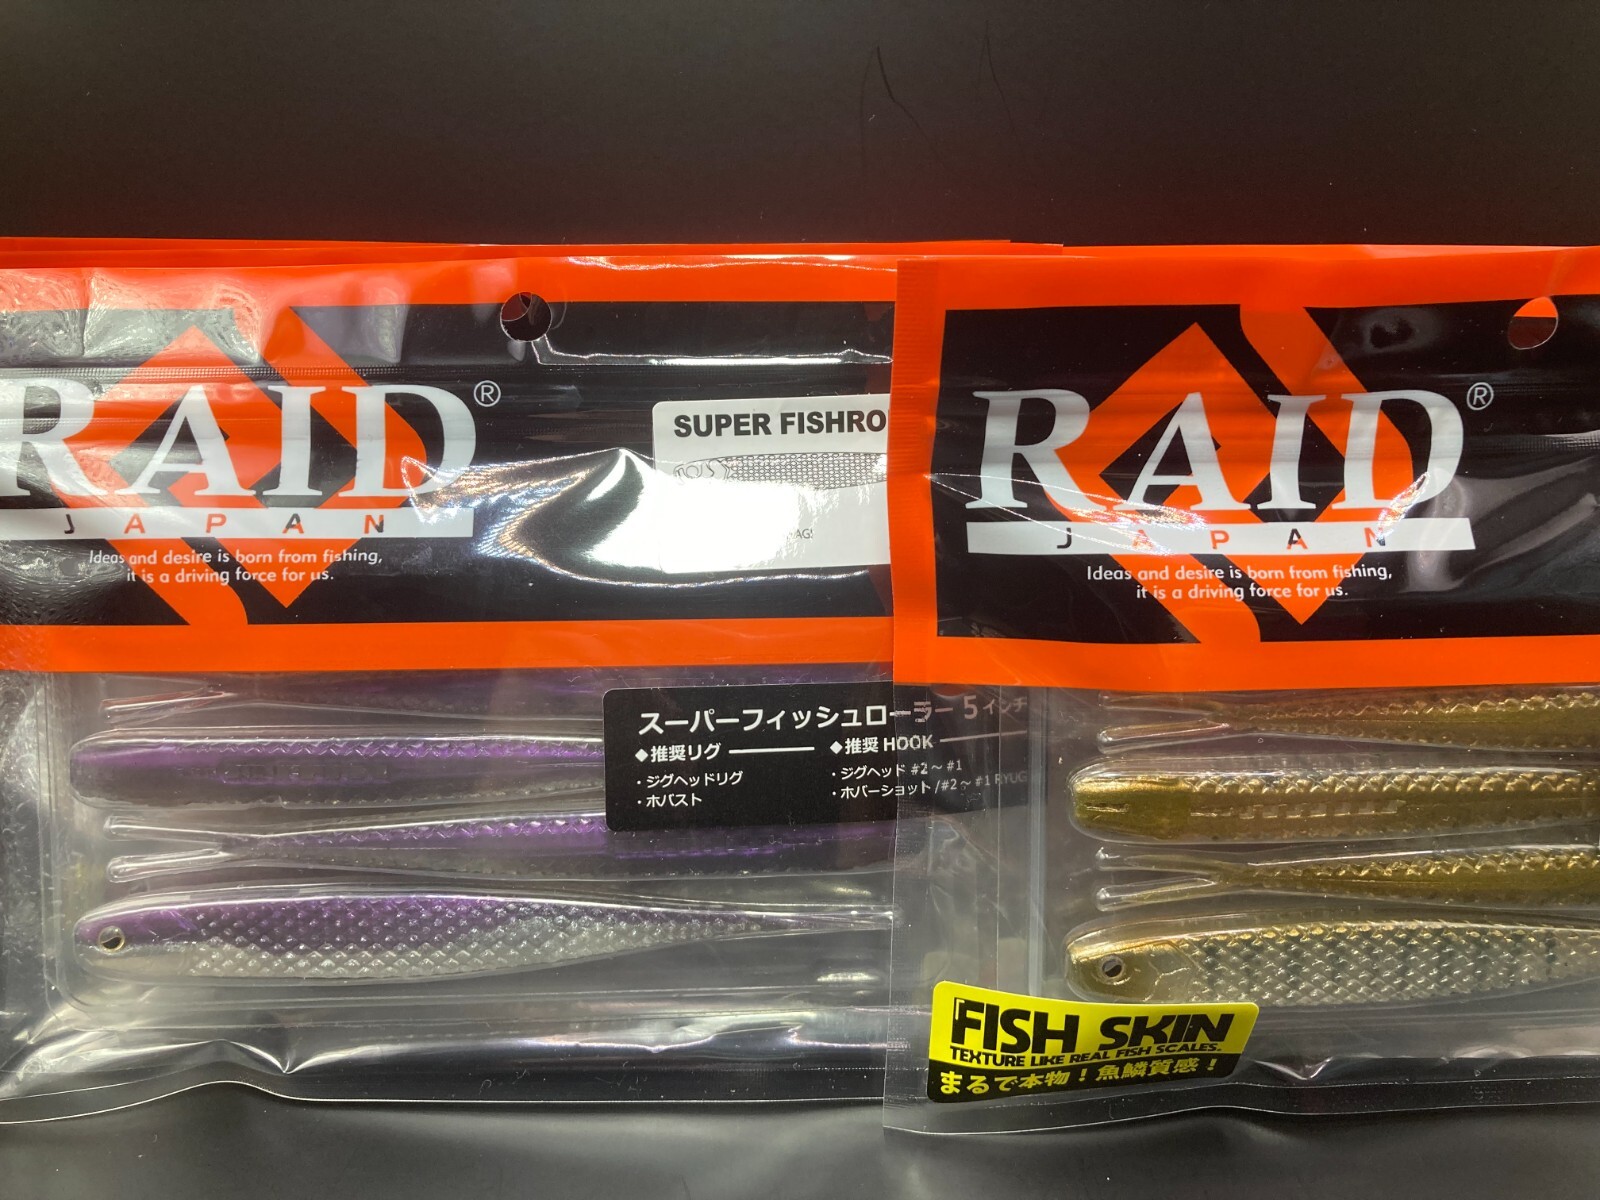 RAID®
JAPAN
Ideas and desire is born from fishing,
it is a driving force for us.
SUPER FISHRO
スーパーフィッシュローラー 5インチ
◆推奨リグ
・ジグヘッドリグ
・ホバスト
◆推奨 HOOK
・ジグヘッド #2～#1
・ホバーショット/#2～#1 RYUG
RAID®
JAPAN
Ideas and desire is born from fishing,
it is a driving force for us.
FISH SKIN
TEXTURE LIKE REAL FISH SCALES.
まるで本物！魚鱗質感！